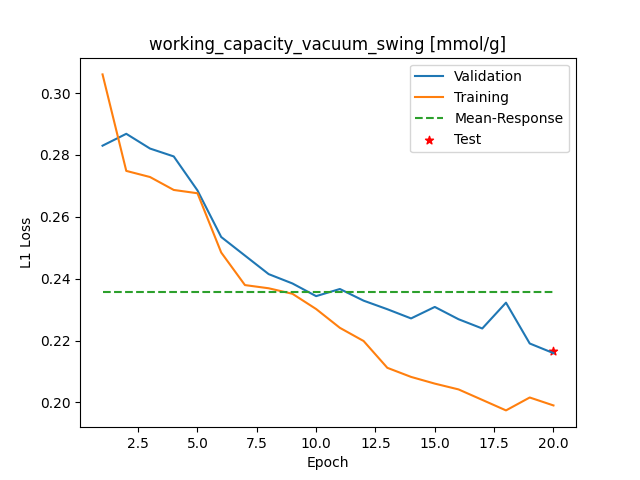 working_capacity_vacuum_swing [mmol/g]
Validation
Training
Mean-Response
Test
L1 Loss
0.30
0.28
0.26
0.24
0.22
0.20
2.5 5.0 7.5 10.0 12.5 15.0 17.5 20.0
Epoch